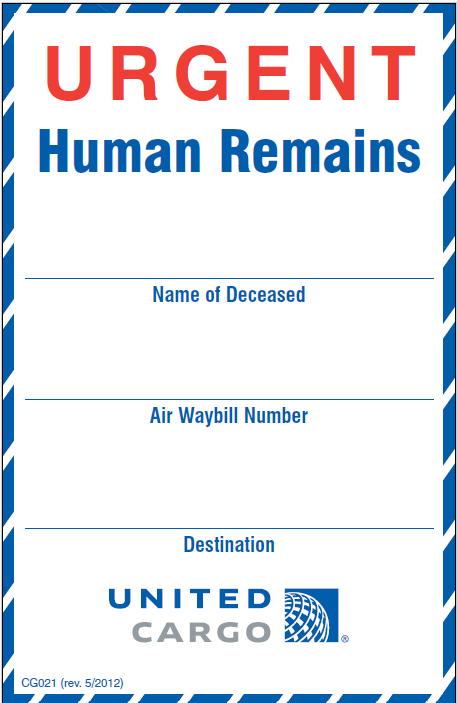 URGENT
Human Remains
Name of Deceased
Air Waybill Number
Destination
UNITED
CARGO
®
CG021 (rev. 5/2012)